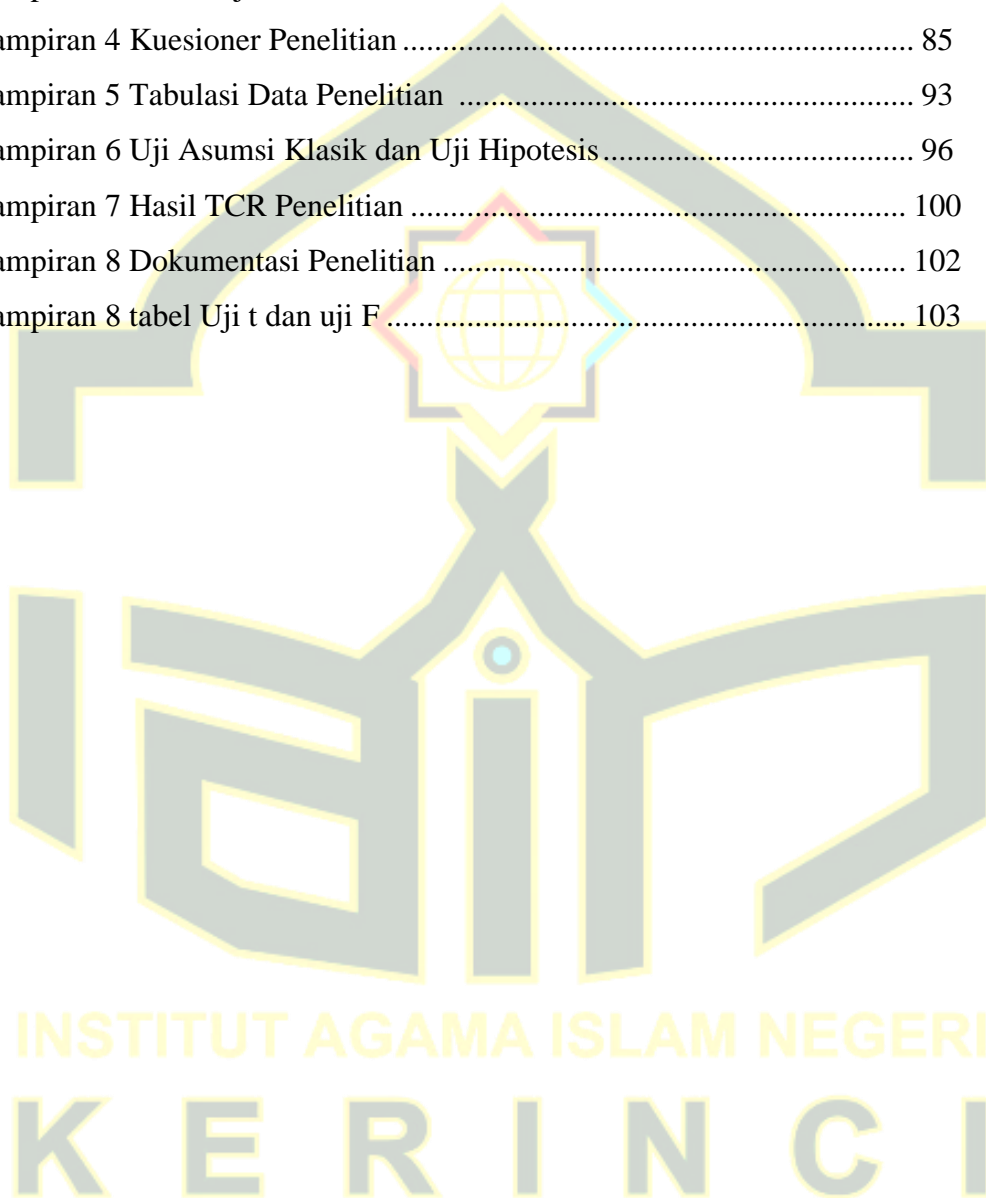 ampiran 4 Kuesioner Penelitian ........................................................................ 85
ampiran 5 Tabulasi Data Penelitian ................................................................ 93
ampiran 6 Uji Asumsi Klasik dan Uji Hipotesis ............................................ 96
ampiran 7 Hasil TCR Penelitian ...................................................................... 100
ampiran 8 Dokumentasi Penelitian ................................................................. 102
ampiran 8 tabel Uji t dan uji F ......................................................................... 103
iain
INSTITUT AGAMA ISLAM NEGERI
KERINCI